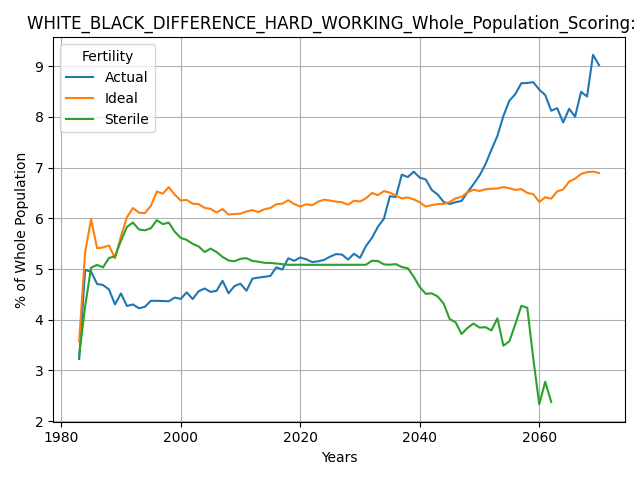 WHITE_BLACK_DIFFERENCE_HARD_WORKING_Whole_Population_Scoring:
Fertility
Actual
Ideal
Sterile
% of Whole Population
9
8
7
6
5
4
3
2
1980
2000
2020
2040
2060
Years